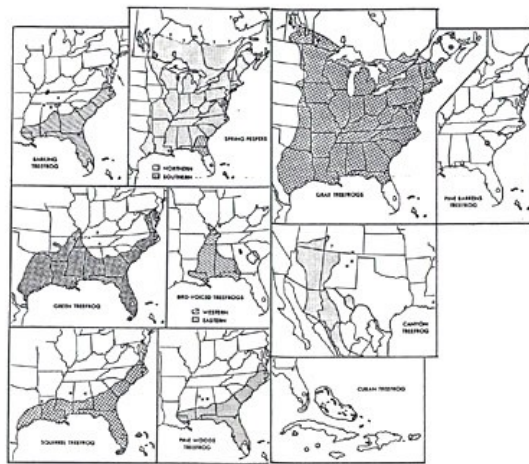 BARKING
TREEFROG
SPRING PEEPERS
NORTHERN
SOUTHERN
GRAY TREEFROGS
PINE BARRENS
TREEFROG
GREEN TREEFROG
BIRD-VOICED TREEFROGS
WESTERN
EASTERN
CANYON
TREEFROG
SQUIRREL TREEFROG
PINE WOODS
TREEFROG
CUBAN TREEFROG